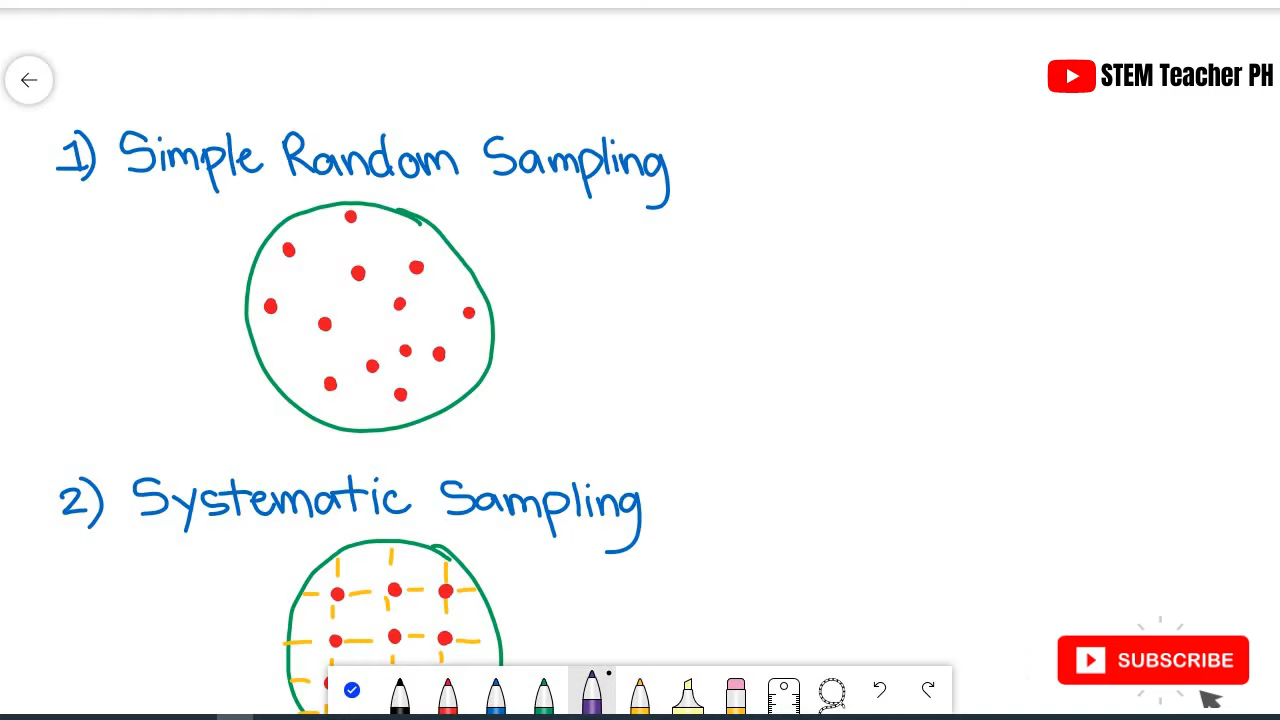 STEM Teacher PH
1) Simple Random Sampling
2) Systematic Sampling
SUBSCRIBE